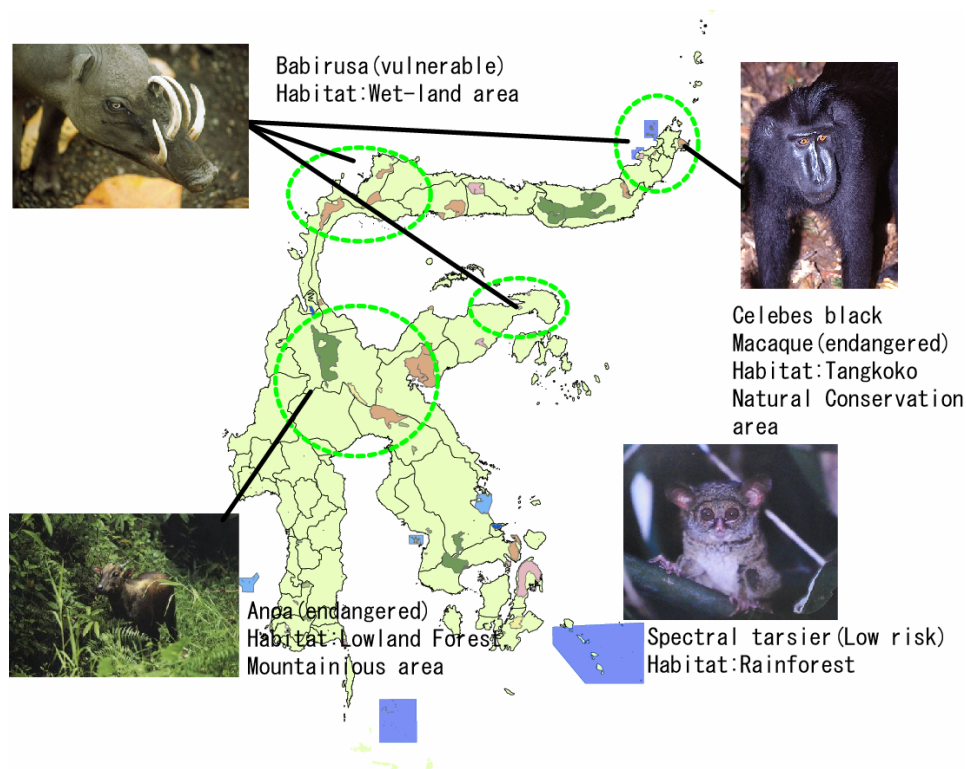 Babirusa(vulnerable)
Habitat:Wet-land area
Celebes black
Macaque(endangered)
Habitat:Tangkoko
Natural Conservation
area
Anoa(endangered)
Habitat:Lowland Forest
Mountainious area
Spectral tarsier(Low risk)
Habitat:Rainforest